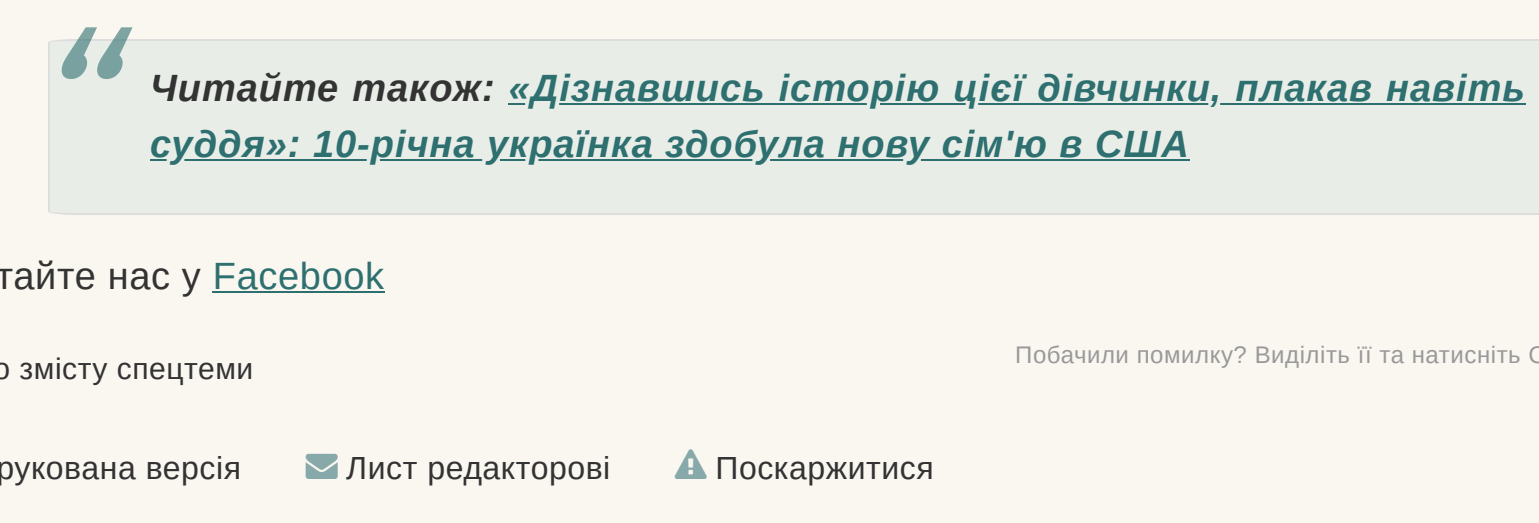 Читайте також: «Дізнавшись історію цієї дівчинки, плакав навіть
суддя»: 10-річна українка здобула нову сім'ю в США
тайте нас у Facebook
о змісту спецтеми
Побачили помилку? Виділіть її та натисніть
рукована версія
Лист редакторові
Поскаржитися